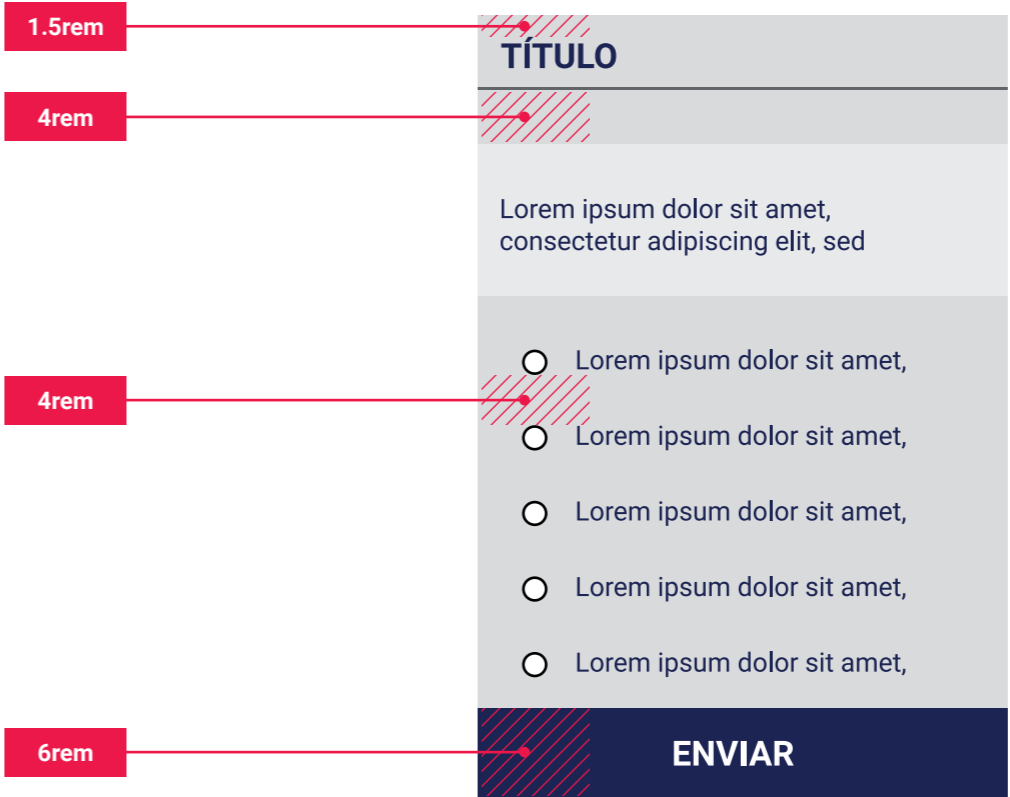 1.5rem
TÍTULO
4rem
Lorem ipsum dolor sit amet,
consectetur adipiscing elit, sed
Lorem ipsum dolor sit amet,
4rem
Lorem ipsum dolor sit amet,
Lorem ipsum dolor sit amet,
Lorem ipsum dolor sit amet,
Lorem ipsum dolor sit amet,
6rem
ENVIAR